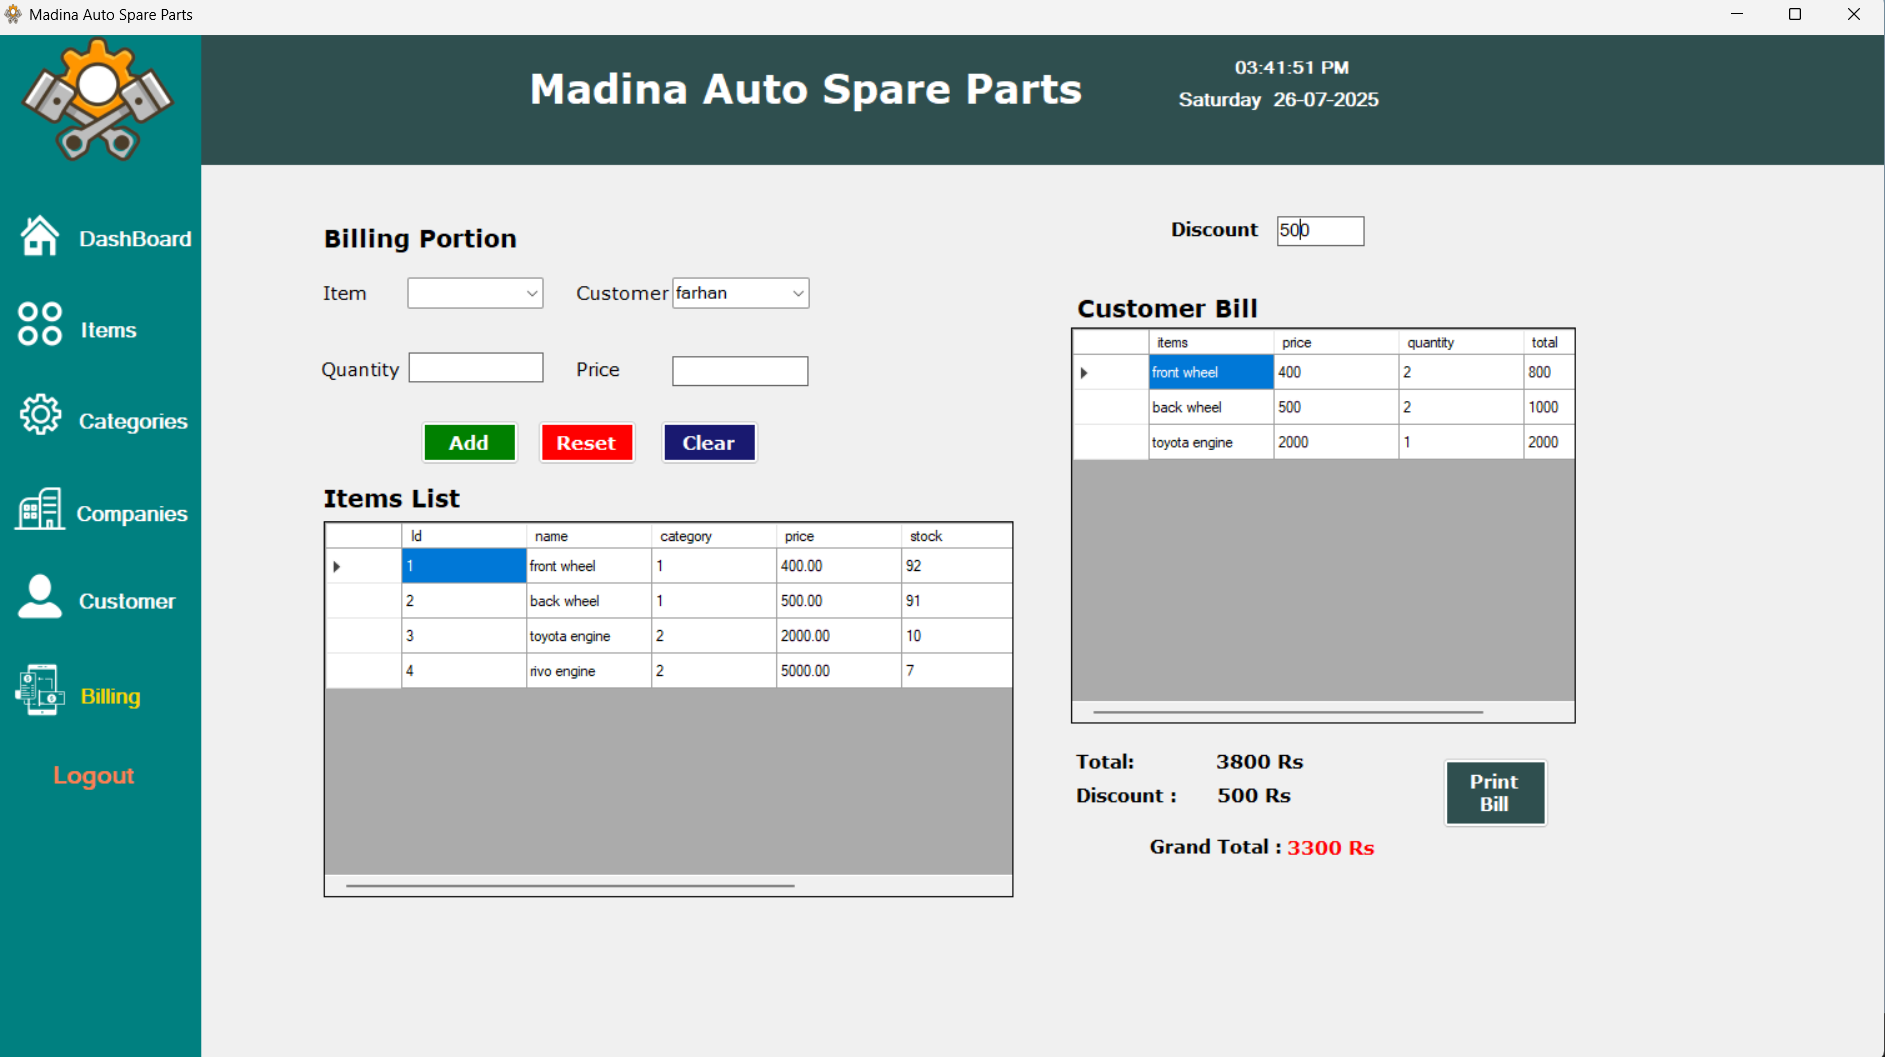 Madina Auto Spare Parts
Madina Auto Spare Parts
03:41:51 PM
Saturday 26-07-2025
DashBoard
Items
Categories
Companies
Customer
Billing
Logout
Billing Portion
Item
Customer farhan
Quantity
Price
Add Reset Clear
Items List
Id name category price stock
1 front wheel 1 400.00 92
2 back wheel 1 500.00 91
3 toyota engine 2 2000.00 10
4 rivo engine 2 5000.00 7
Discount 500
Customer Bill
items price quantity total
front wheel 400 2 800
back wheel 500 2 1000
toyota engine 2000 1 2000
Total: 3800 Rs
Discount : 500 Rs
Grand Total : 3300 Rs
Print
Bill